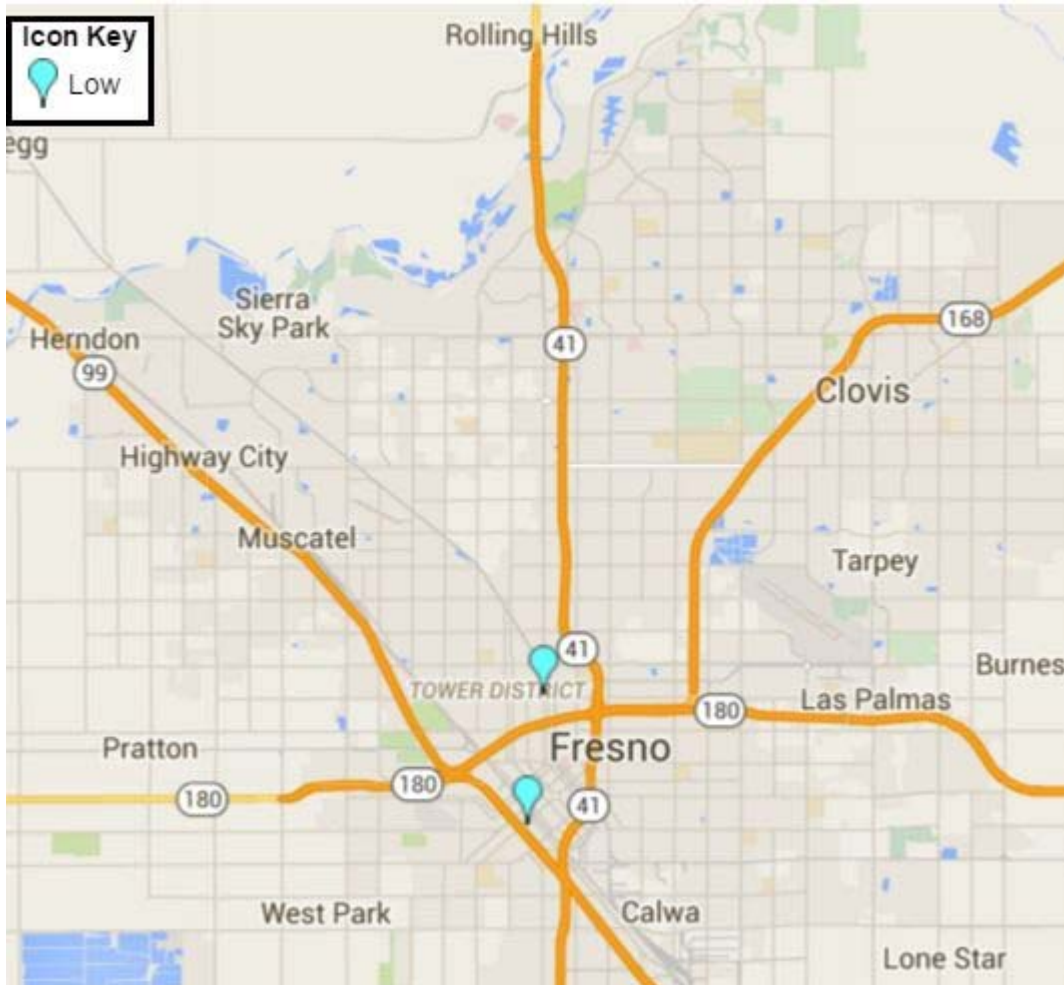 Icon Key
Low
Rolling Hills
egg
Sierra
Sky Park
168
Herndon
41
99
Clovis
Highway City
Muscatel
Tarpey
41
Burnes
TOWER DISTRICT
Las Palmas
180
Pratton
Fresno
180
180
41
West Park
Calwa
Lone Star